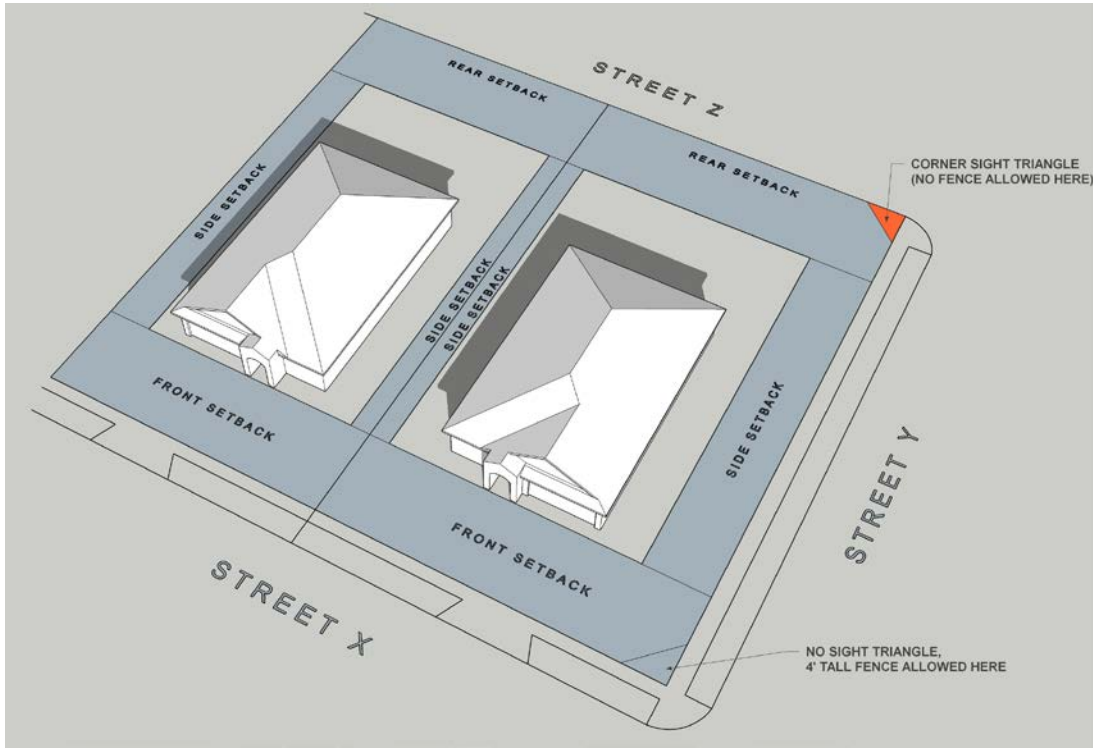 STREET Z
REAR SETBACK
REAR SETBACK
CORNER SIGHT TRIANGLE
(NO FENCE ALLOWED HERE)
SIDE SETBACK
SIDE SETBACK
SIDE SETBACK
SIDE SETBACK
FRONT SETBACK
STREET Y
FRONT SETBACK
STREET X
NO SIGHT TRIANGLE,
4' TALL FENCE ALLOWED HERE